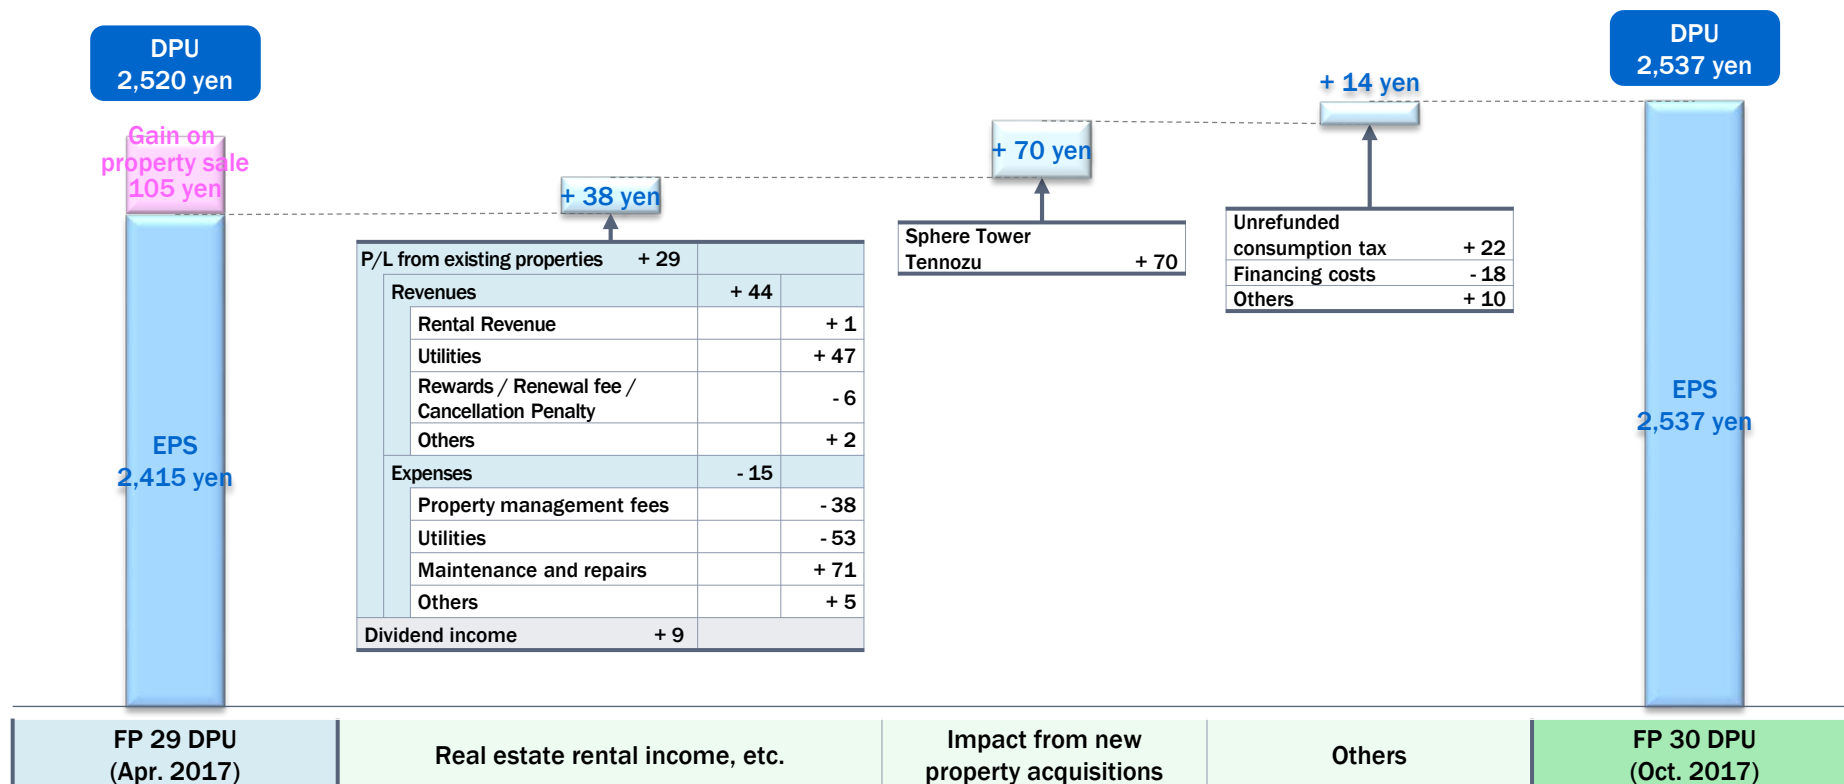 DPU
2,520 yen
Gain on
property sale
105 yen
EPS
2,415 yen
+ 38 yen
P/L from existing properties + 29
Revenues + 44
Rental Revenue + 1
Utilities + 47
Rewards / Renewal fee /
Cancellation Penalty - 6
Others + 2
Expenses - 15
Property management fees - 38
Utilities - 53
Maintenance and repairs + 71
Others + 5
Dividend income + 9
+ 70 yen
Sphere Tower
Tennozu + 70
+ 14 yen
Unrefunded
consumption tax + 22
Financing costs - 18
Others + 10
DPU
2,537 yen
EPS
2,537 yen
FP 29 DPU
(Apr. 2017)
Real estate rental income, etc.
Impact from new
property acquisitions
Others
FP 30 DPU
(Oct. 2017)